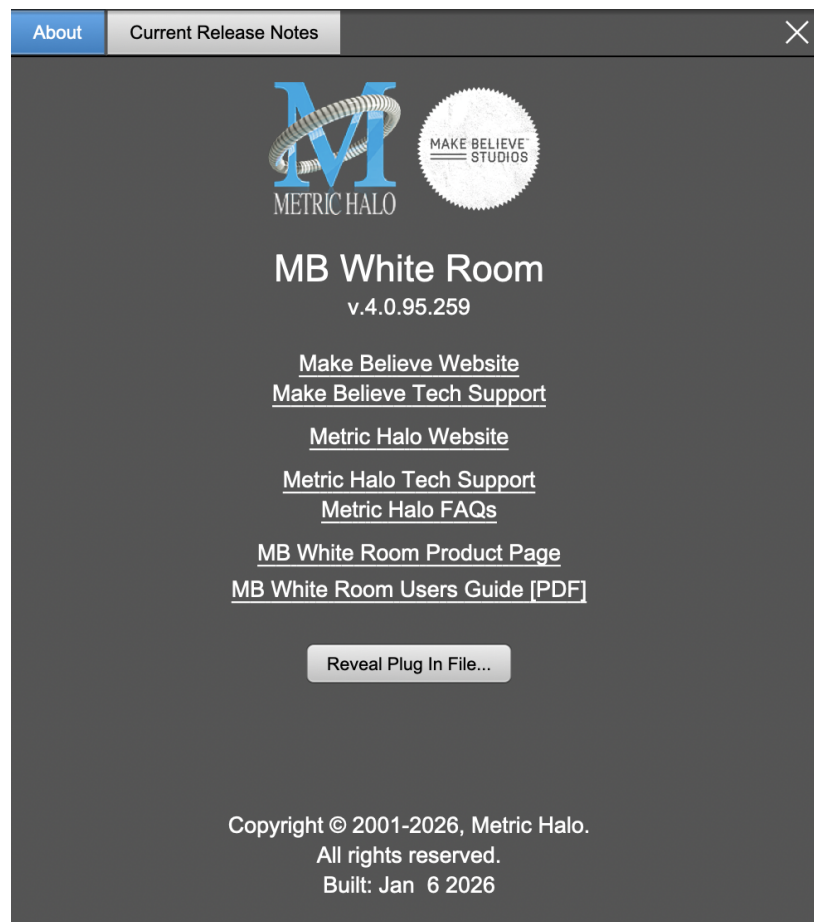 About
Current Release Notes
METRIC HALO
MAKE BELIEVE™
STUDIOS
MB White Room
v.4.0.95.259
Make Believe Website
Make Believe Tech Support
Metric Halo Website
Metric Halo Tech Support
Metric Halo FAQs
MB White Room Product Page
MB White Room Users Guide [PDF]
Reveal Plug In File...
Copyright © 2001-2026, Metric Halo.
All rights reserved.
Built: Jan  6 2026